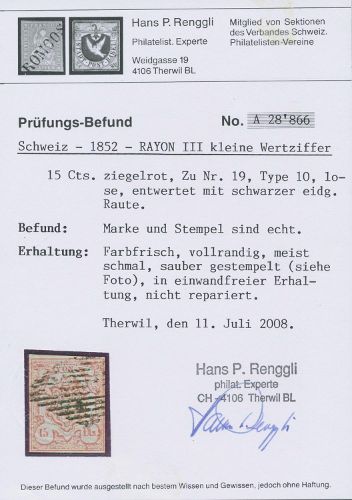 Hans P. Renggli
Philatelist. Experte
Weidgasse 19
4106 Therwil BL
Mitglied von Sektionen
des Verbandes Schweiz.
Philatelisten-Vereine
Prüfungs-Befund No. A 28'866
Schweiz - 1852 - RAYON III kleine Wertziffer
15 Cts. ziegelrot, Zu Nr. 19, Type 10, lo-
se, entwertet mit schwarzer eidg.
Raute.
Befund: Marke und Stempel sind echt.
Erhaltung: Farbfrisch, vollrandig, meist
schmal, sauber gestempelt (siehe
Foto), in einwandfreier Erhal-
tung, nicht repariert.
Therwil, den 11. Juli 2008.
Hans P. Renggli
philat. Experte
CH-4106 Therwil BL
Dieser Befund wurde ausgestellt nach bestem Wissen und Gewissen, jedoch ohne Haftung.